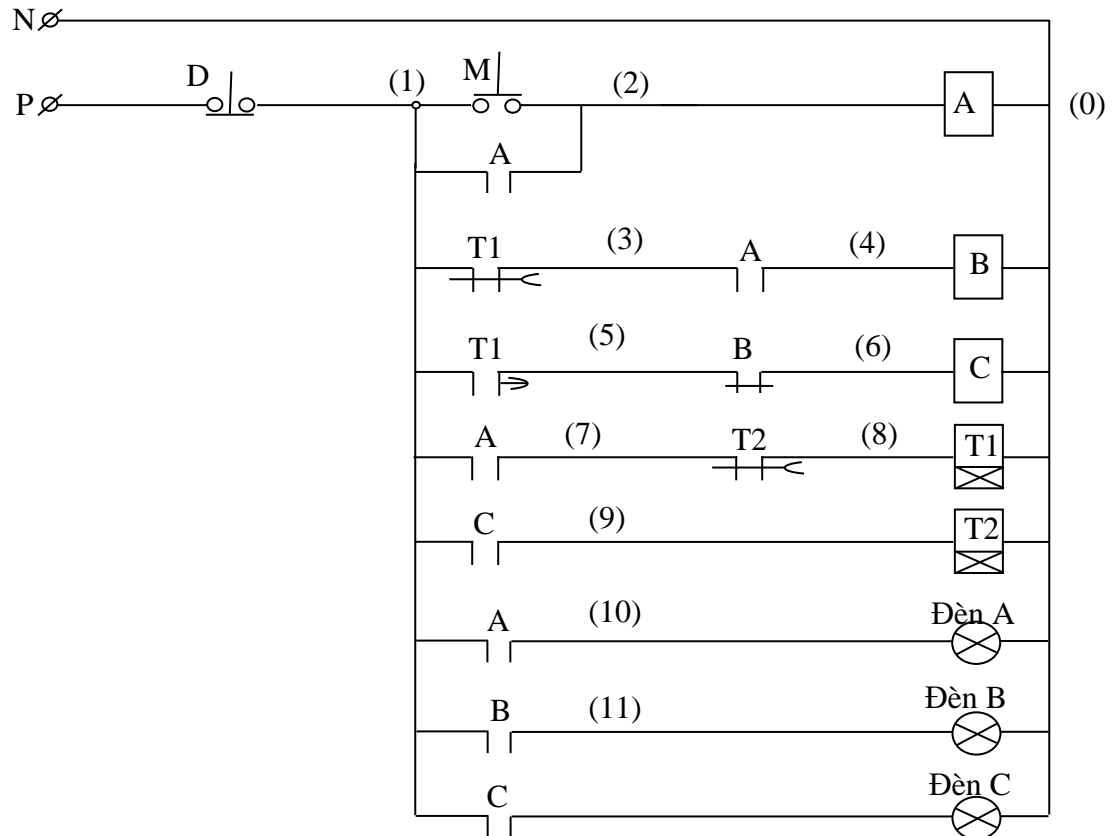 N
D (1) M (2)
P A (0)
A
T1 (3) A (4) B
T1 (5) B (6) C
A (7) T2 (8) T1
C (9) T2
A (10) Đèn A
B (11) Đèn B
C Đèn C